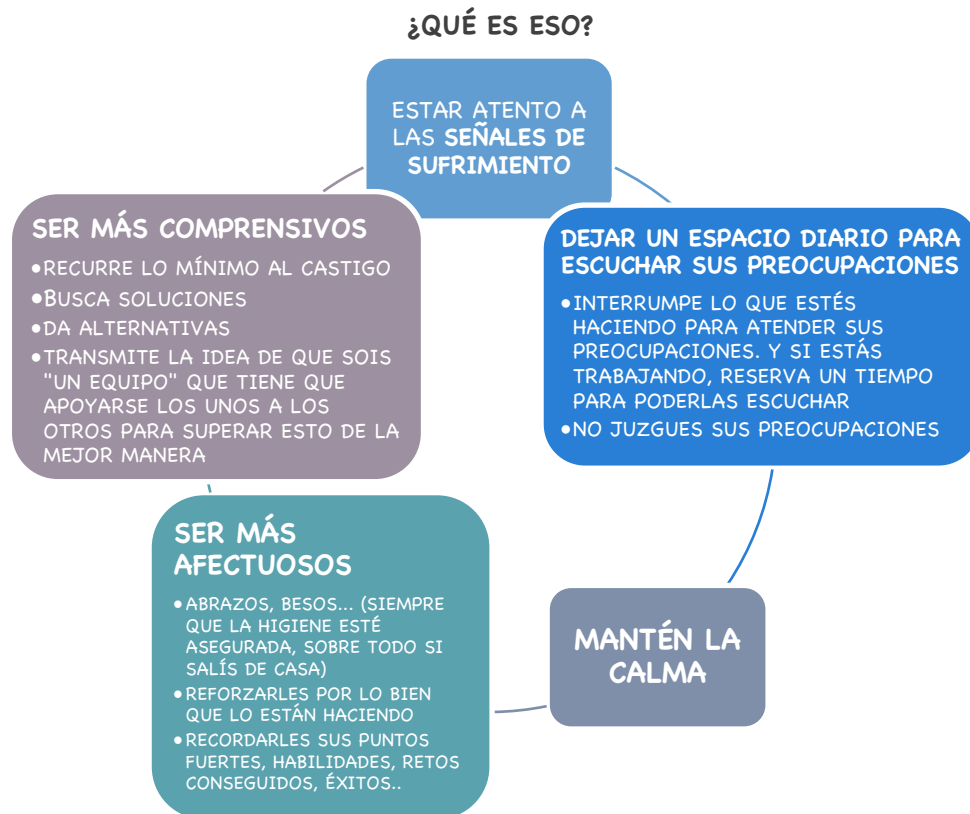 ¿QUÉ ES ESO?
ESTAR ATENTO A
LAS SEÑALES DE
SUFRIMIENTO
DEJAR UN ESPACIO DIARIO PARA
ESCUCHAR SUS PREOCUPACIONES
•INTERRUMPE LO QUE ESTÉS
HACIENDO PARA ATENDER SUS
PREOCUPACIONES. Y SI ESTÁS
TRABAJANDO, RESERVA UN TIEMPO
PARA PODERLAS ESCUCHAR
•NO JUZGUES SUS PREOCUPACIONES
MANTÉN LA
CALMA
SER MÁS
AFECTUOSOS
•ABRAZOS, BESOS... (SIEMPRE
QUE LA HIGIENE ESTÉ
ASEGURADA, SOBRE TODO SI
SALÍS DE CASA)
•REFORZARLES POR LO BIEN
QUE LO ESTÁN HACIENDO
•RECORDARLES SUS PUNTOS
FUERTES, HABILIDADES, RETOS
CONSEGUIDOS, ÉXITOS..
SER MÁS COMPRENSIVOS
•RECURRE LO MÍNIMO AL CASTIGO
•BUSCA SOLUCIONES
•DA ALTERNATIVAS
•TRANSMITE LA IDEA DE QUE SOIS
"UN EQUIPO" QUE TIENE QUE
APOYARSE LOS UNOS A LOS
OTROS PARA SUPERAR ESTO DE LA
MEJOR MANERA